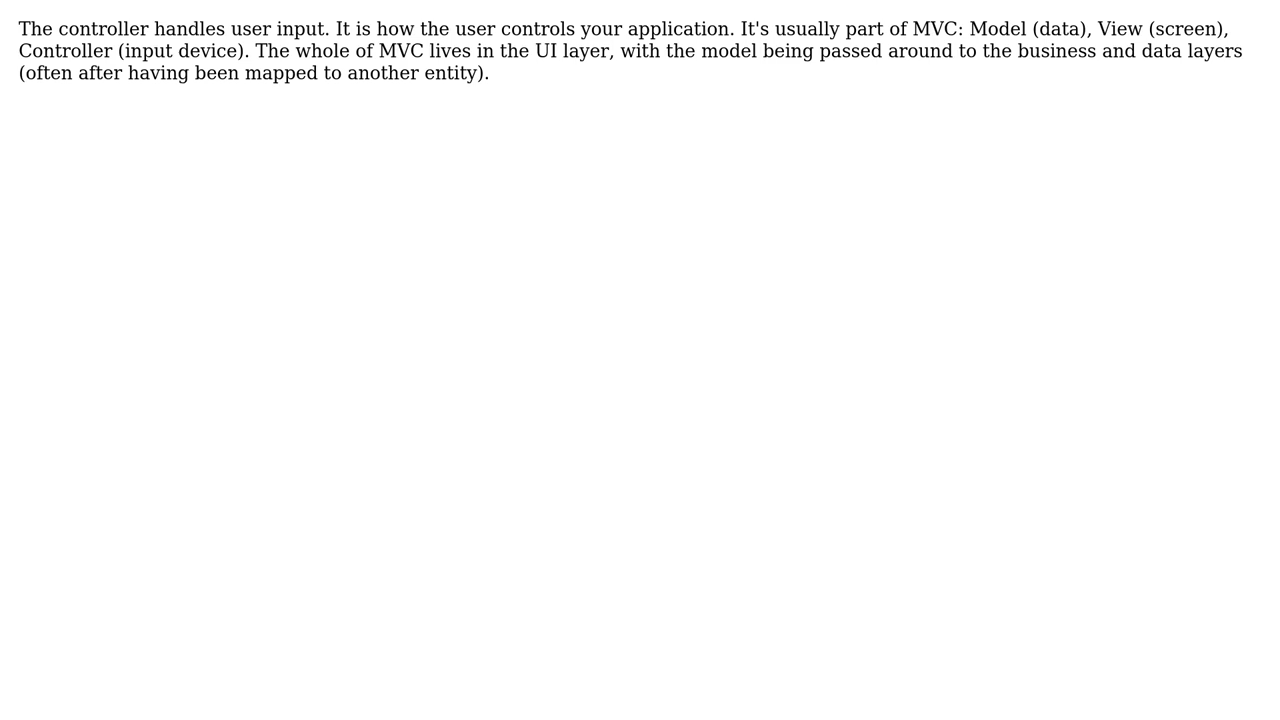 The controller handles user input. It is how the user controls your application. It's usually part of MVC: Model (data), View (screen),
Controller (input device). The whole of MVC lives in the UI layer, with the model being passed around to the business and data layers
(often after having been mapped to another entity).